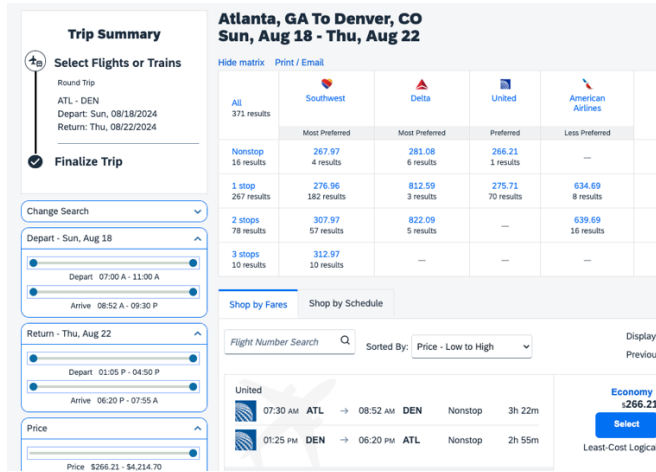 Trip Summary
Select Flights or Trains
Round Trip
ATL - DEN
Depart: Sun, 08/18/2024
Return: Thu, 08/22/2024
Finalize Trip
Change Search
Depart - Sun, Aug 18
Depart 07:00 A - 11:00 A
Arrive 08:52 A - 09:30 P
Return - Thu, Aug 22
Depart 01:05 P - 04:50 P
Arrive 06:20 P - 07:55 A
Price
Price $266.21 - $4,214.70
Atlanta, GA To Denver, CO
Sun, Aug 18 - Thu, Aug 22
Hide matrix Print / Email
All Southwest Delta United American Airlines
371 results
Most Preferred Most Preferred Preferred Less Preferred
Nonstop 267.97 281.08 266.21 —
16 results 4 results 6 results 1 results
1 stop 276.96 812.59 275.71 634.69
267 results 182 results 3 results 70 results 8 results
2 stops 307.97 822.09 — 639.69
78 results 57 results 5 results 16 results
3 stops 312.97 — — —
10 results 10 results
Shop by Fares Shop by Schedule
Flight Number Search Sorted By: Price - Low to High
Display
Previou
United
07:30 AM ATL → 08:52 AM DEN Nonstop 3h 22m
01:25 PM DEN → 06:20 PM ATL Nonstop 2h 55m
Economy
$266.21
Select
Least-Cost Logica